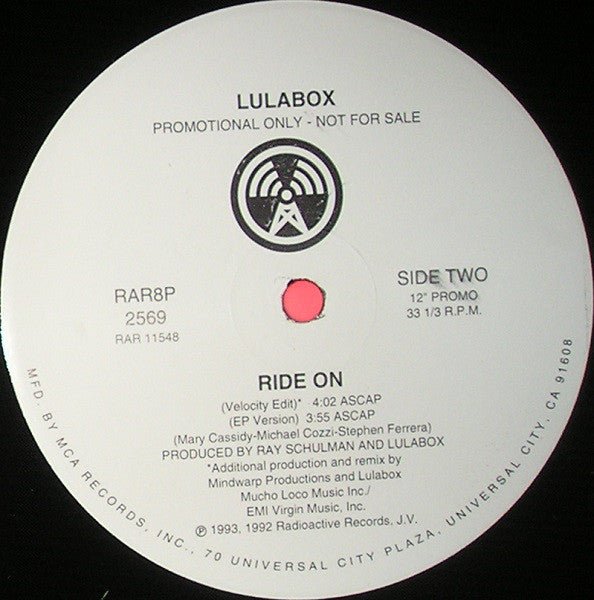 LULABOX
PROMOTIONAL ONLY - NOT FOR SALE
RAR8P
2569
RAR 11548
SIDE TWO
12" PROMO
33 1/3 R.P.M.
RIDE ON
(Velocity Edit)* 4:02 ASCAP
(EP Version) 3:55 ASCAP
(Mary Cassidy-Michael Cozzi-Stephen Ferrera)
PRODUCED BY RAY SCHULMAN AND LULABOX
*Additional production and remix by
Mindwarp Productions and Lulabox
Mucho Loco Music Inc./
EMI Virgin Music, Inc.
℗ 1993, 1992 Radioactive Records, J.V.
MFD. BY MCA RECORDS, INC., 70 UNIVERSAL CITY PLAZA, UNIVERSAL CITY, CA 91608